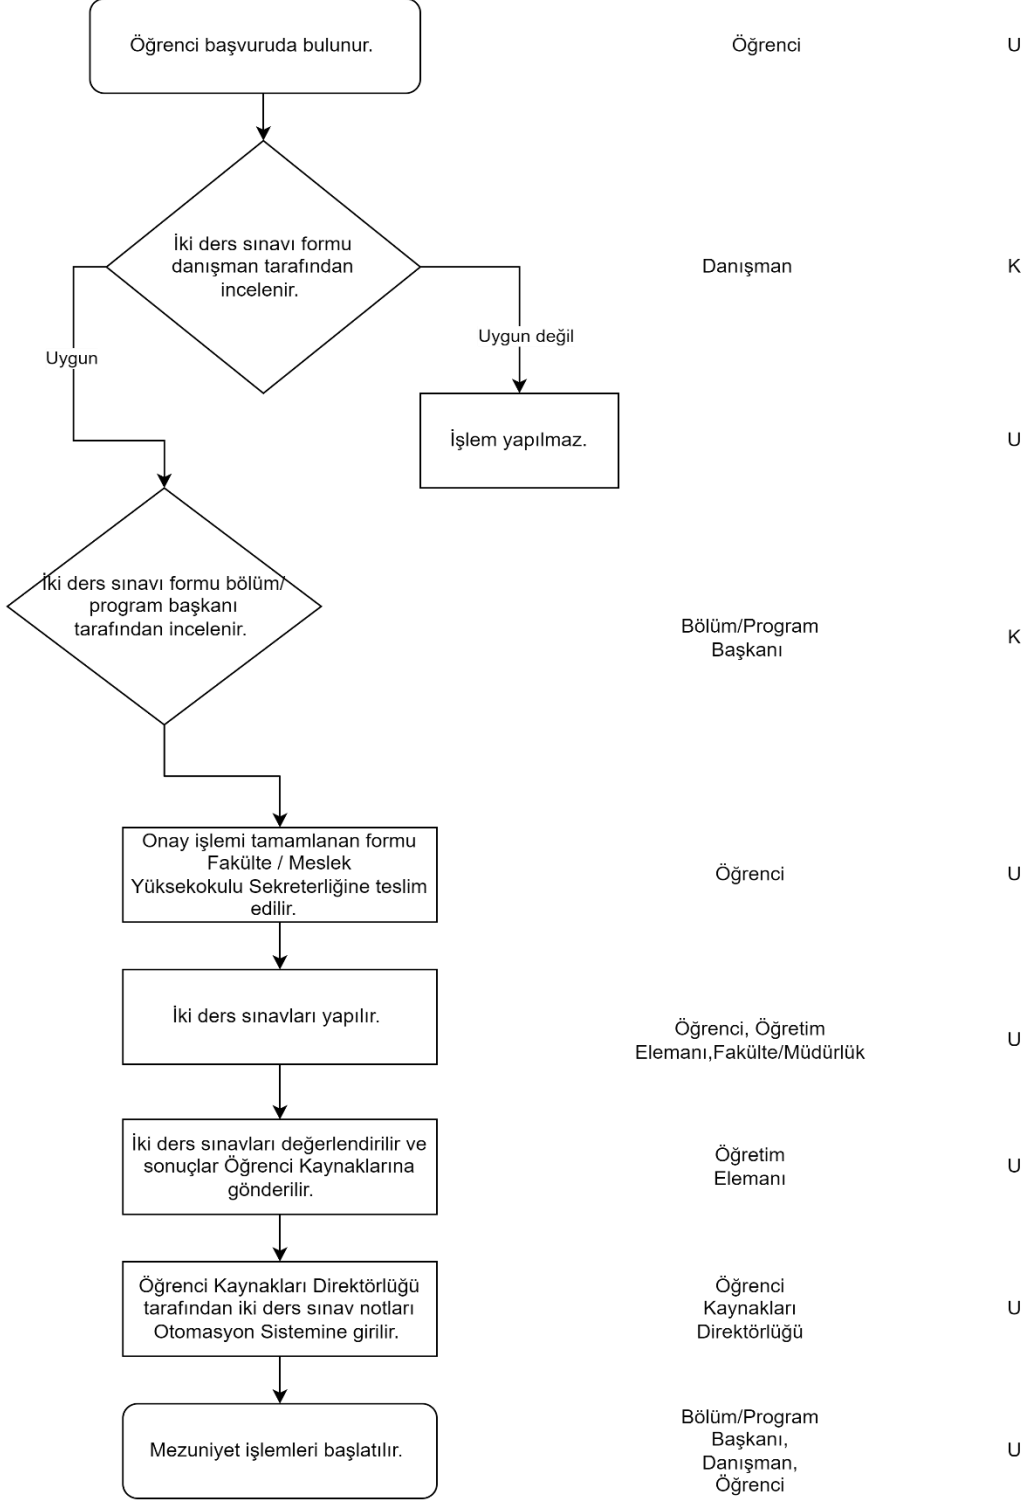 Öğrenci başvuruda bulunur.
Öğrenci
U
İki ders sınavı formu
danışman tarafından
incelenir.
Danışman
K
Uygun
Uygun değil
İşlem yapılmaz.
U
İki ders sınavı formu bölüm/
program başkanı
tarafından incelenir.
Bölüm/Program
Başkanı
K
Onay işlemi tamamlanan formu
Fakülte / Meslek
Yüksekokulu Sekreterliğine teslim
edilir.
Öğrenci
U
İki ders sınavları yapılır.
Öğrenci, Öğretim
Elemanı,Fakülte/Müdürlük
U
İki ders sınavları değerlendirilir ve
sonuçlar Öğrenci Kaynaklarına
gönderilir.
Öğretim
Elemanı
U
Öğrenci Kaynakları Direktörlüğü
tarafından iki ders sınav notları
Otomasyon Sistemine girilir.
Öğrenci
Kaynakları
Direktörlüğü
U
Mezuniyet işlemleri başlatılır.
Bölüm/Program
Başkanı,
Danışman,
Öğrenci
U